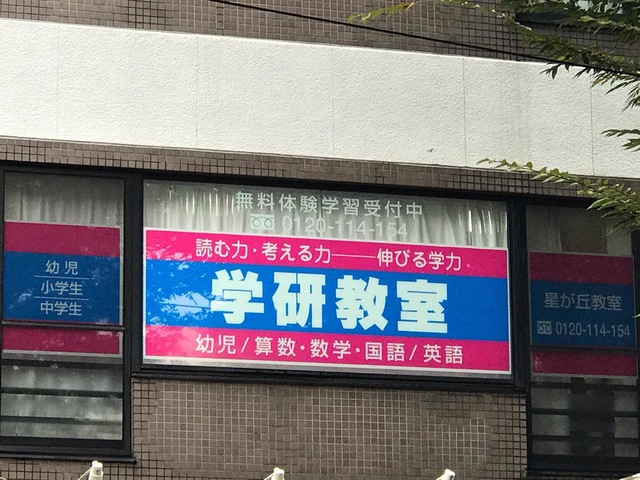 無料体験学習受付中
0120-114-154
読む力・考える力──伸びる学力
学研教室
幼児/算数・数学・国語/英語
幼児
小学生
中学生
星が丘教室
0120-114-154